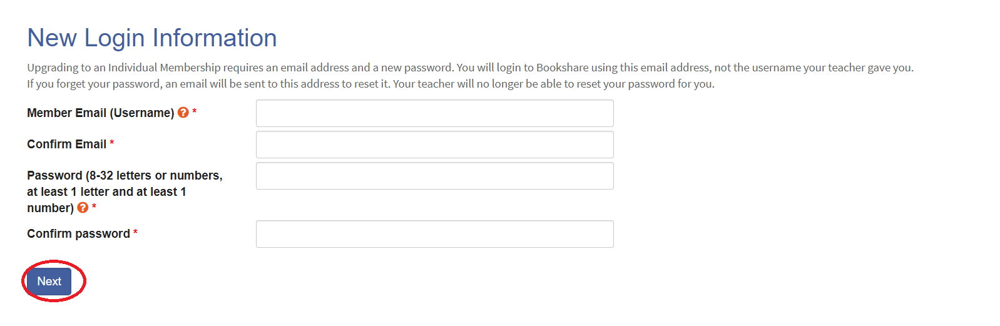 New Login Information
Upgrading to an Individual Membership requires an email address and a new password. You will login to Bookshare using this email address, not the username your teacher gave you.
If you forget your password, an email will be sent to this address to reset it. Your teacher will no longer be able to reset your password for you.
Member Email (Username) ? *
Confirm Email *
Password (8-32 letters or numbers,
at least 1 letter and at least 1
number) ? *
Confirm password *
Next